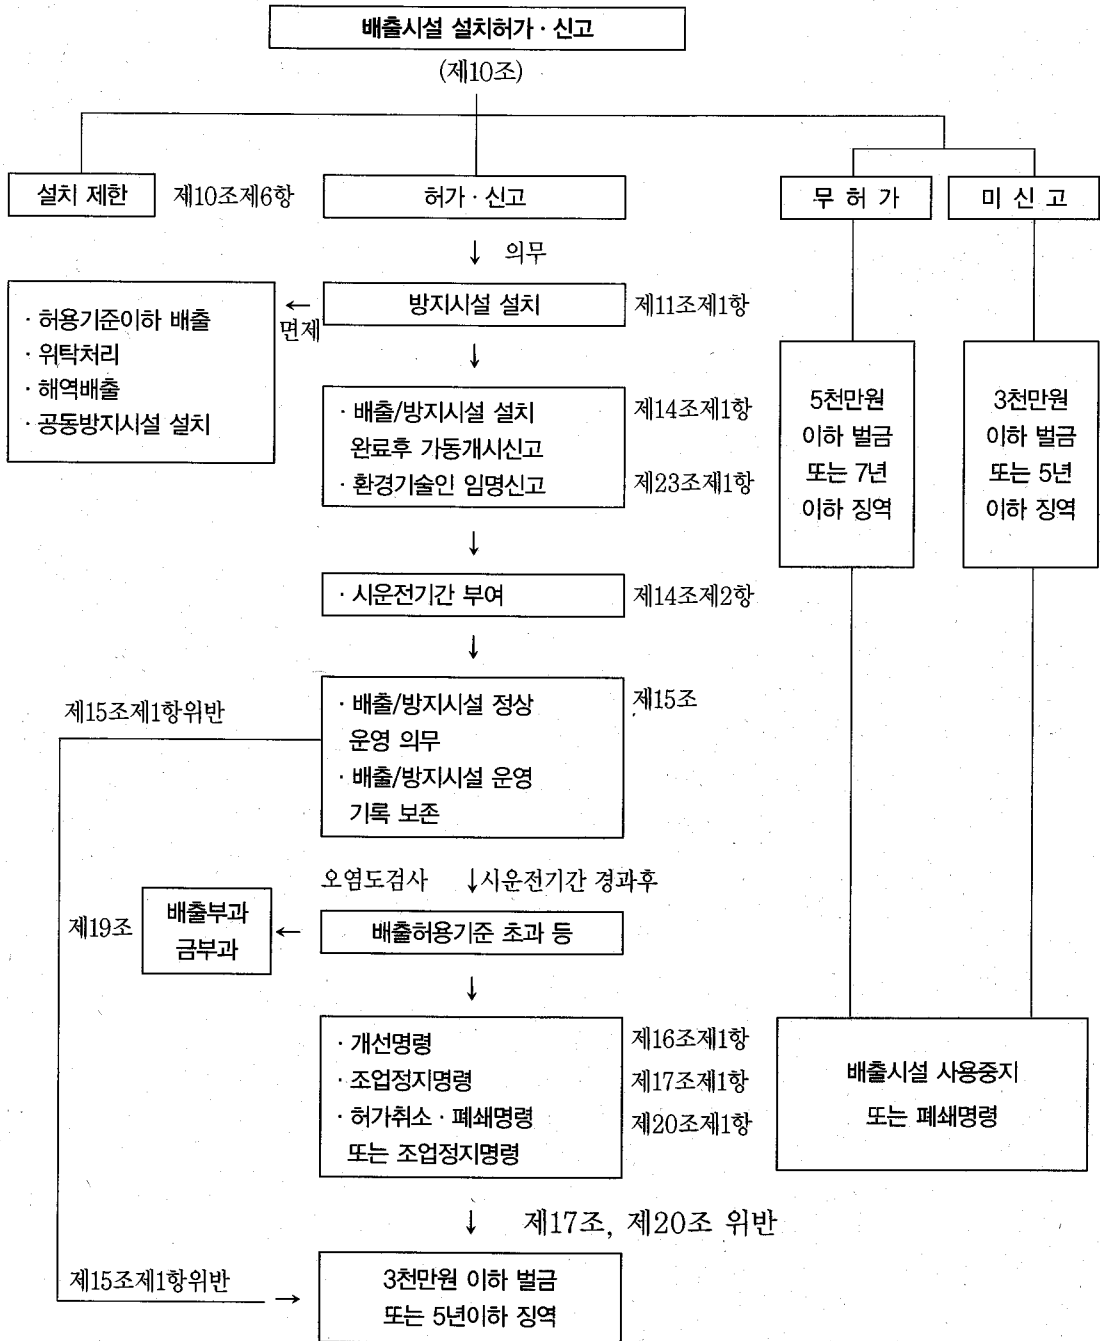 배출시설 설치허가 · 신고
(제10조)
설치 제한
제10조제6항
허가 · 신고
무 허 가
미 신 고
↓ 의무
방지시설 설치
제11조제1항
←
면제
· 허용기준이하 배출
· 위탁처리
· 해역배출
· 공동방지시설 설치
↓
· 배출/방지시설 설치
완료후 가동개시신고
· 환경기술인 임명신고
제14조제1항
제23조제1항
5천만원
이하 벌금
또는 7년
이하 징역
3천만원
이하 벌금
또는 5년
이하 징역
↓
· 시운전기간 부여
제14조제2항
↓
제15조제1항위반
· 배출/방지시설 정상
운영 의무
· 배출/방지시설 운영
기록 보존
제15조
오염도검사 ↓시운전기간 경과후
제19조
배출부과
금부과
←
배출허용기준 초과 등
↓
· 개선명령
· 조업정지명령
· 허가취소 · 폐쇄명령
또는 조업정지명령
제16조제1항
제17조제1항
제20조제1항
배출시설 사용중지
또는 폐쇄명령
↓ 제17조, 제20조 위반
제15조제1항위반
→
3천만원 이하 벌금
또는 5년이하 징역